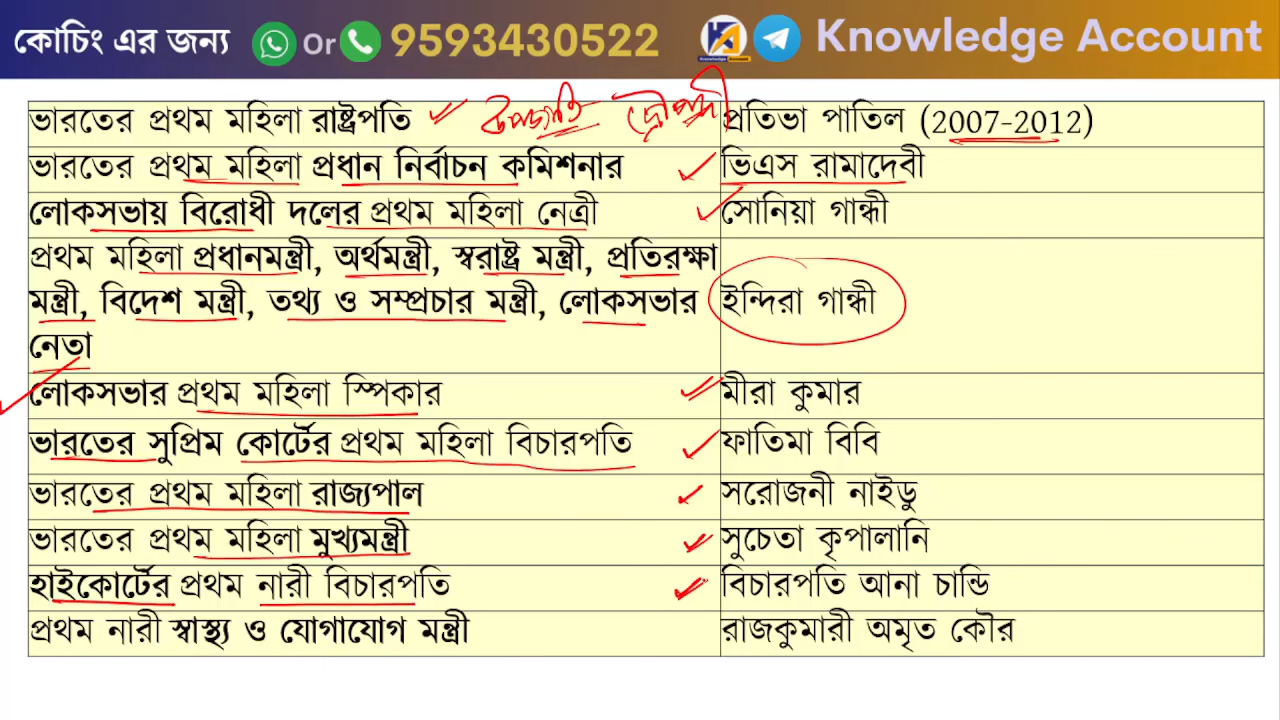 কোচিং এর জন্য Or 9593430522 Knowledge Account
Knowledge Account
ভারতের প্রথম মহিলা রাষ্ট্রপতি উপজাতি দ্রৌপদী প্রতিভা পাতিল (2007-2012)
ভারতের প্রথম মহিলা প্রধান নির্বাচন কমিশনার ভিএস রামাদেবী
লোকসভায় বিরোধী দলের প্রথম মহিলা নেত্রী সোনিয়া গান্ধী
প্রথম মহিলা প্রধানমন্ত্রী, অর্থমন্ত্রী, স্বরাষ্ট্র মন্ত্রী, প্রতিরক্ষা
মন্ত্রী, বিদেশ মন্ত্রী, তথ্য ও সম্প্রচার মন্ত্রী, লোকসভার ইন্দিরা গান্ধী
নেতা
লোকসভার প্রথম মহিলা স্পিকার মীরা কুমার
ভারতের সুপ্রিম কোর্টের প্রথম মহিলা বিচারপতি ফাতিমা বিবি
ভারতের প্রথম মহিলা রাজ্যপাল সরোজনী নাইডু
ভারতের প্রথম মহিলা মুখ্যমন্ত্রী সুচেতা কৃপালানি
হাইকোর্টের প্রথম নারী বিচারপতি বিচারপতি আনা চান্ডি
প্রথম নারী স্বাস্থ্য ও যোগাযোগ মন্ত্রী রাজকুমারী অমৃত কৌর